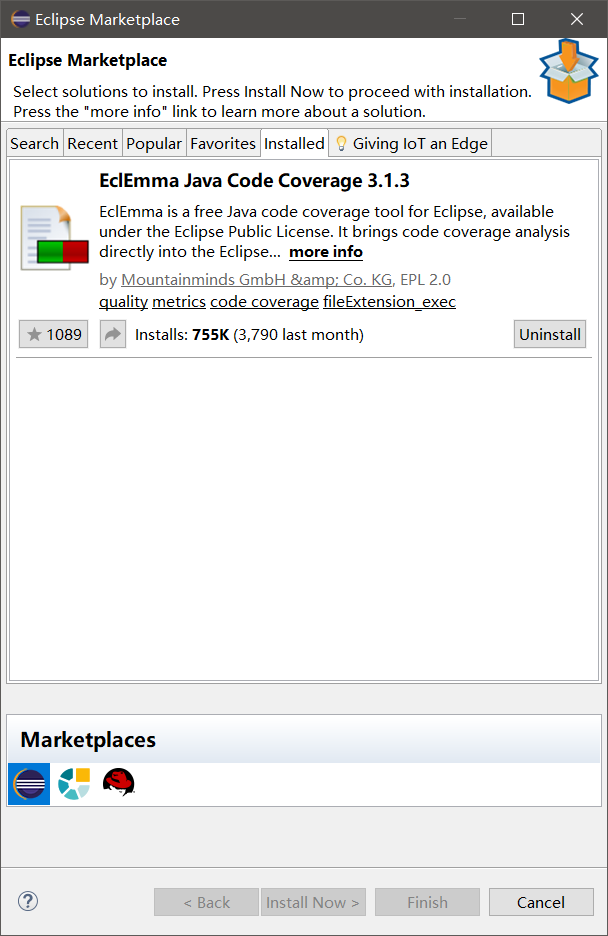 Eclipse Marketplace
Eclipse Marketplace
Select solutions to install. Press Install Now to proceed with installation.
Press the "more info" link to learn more about a solution.
Search Recent Popular Favorites Installed Giving IoT an Edge
EclEmma Java Code Coverage 3.1.3
EclEmma is a free Java code coverage tool for Eclipse, available
under the Eclipse Public License. It brings code coverage analysis
directly into the Eclipse... more info
by Mountainminds GmbH &amp; Co. KG, EPL 2.0
quality metrics code coverage fileExtension_exec
1089 Installs: 755K (3,790 last month) Uninstall
Marketplaces
? < Back Install Now > Finish Cancel